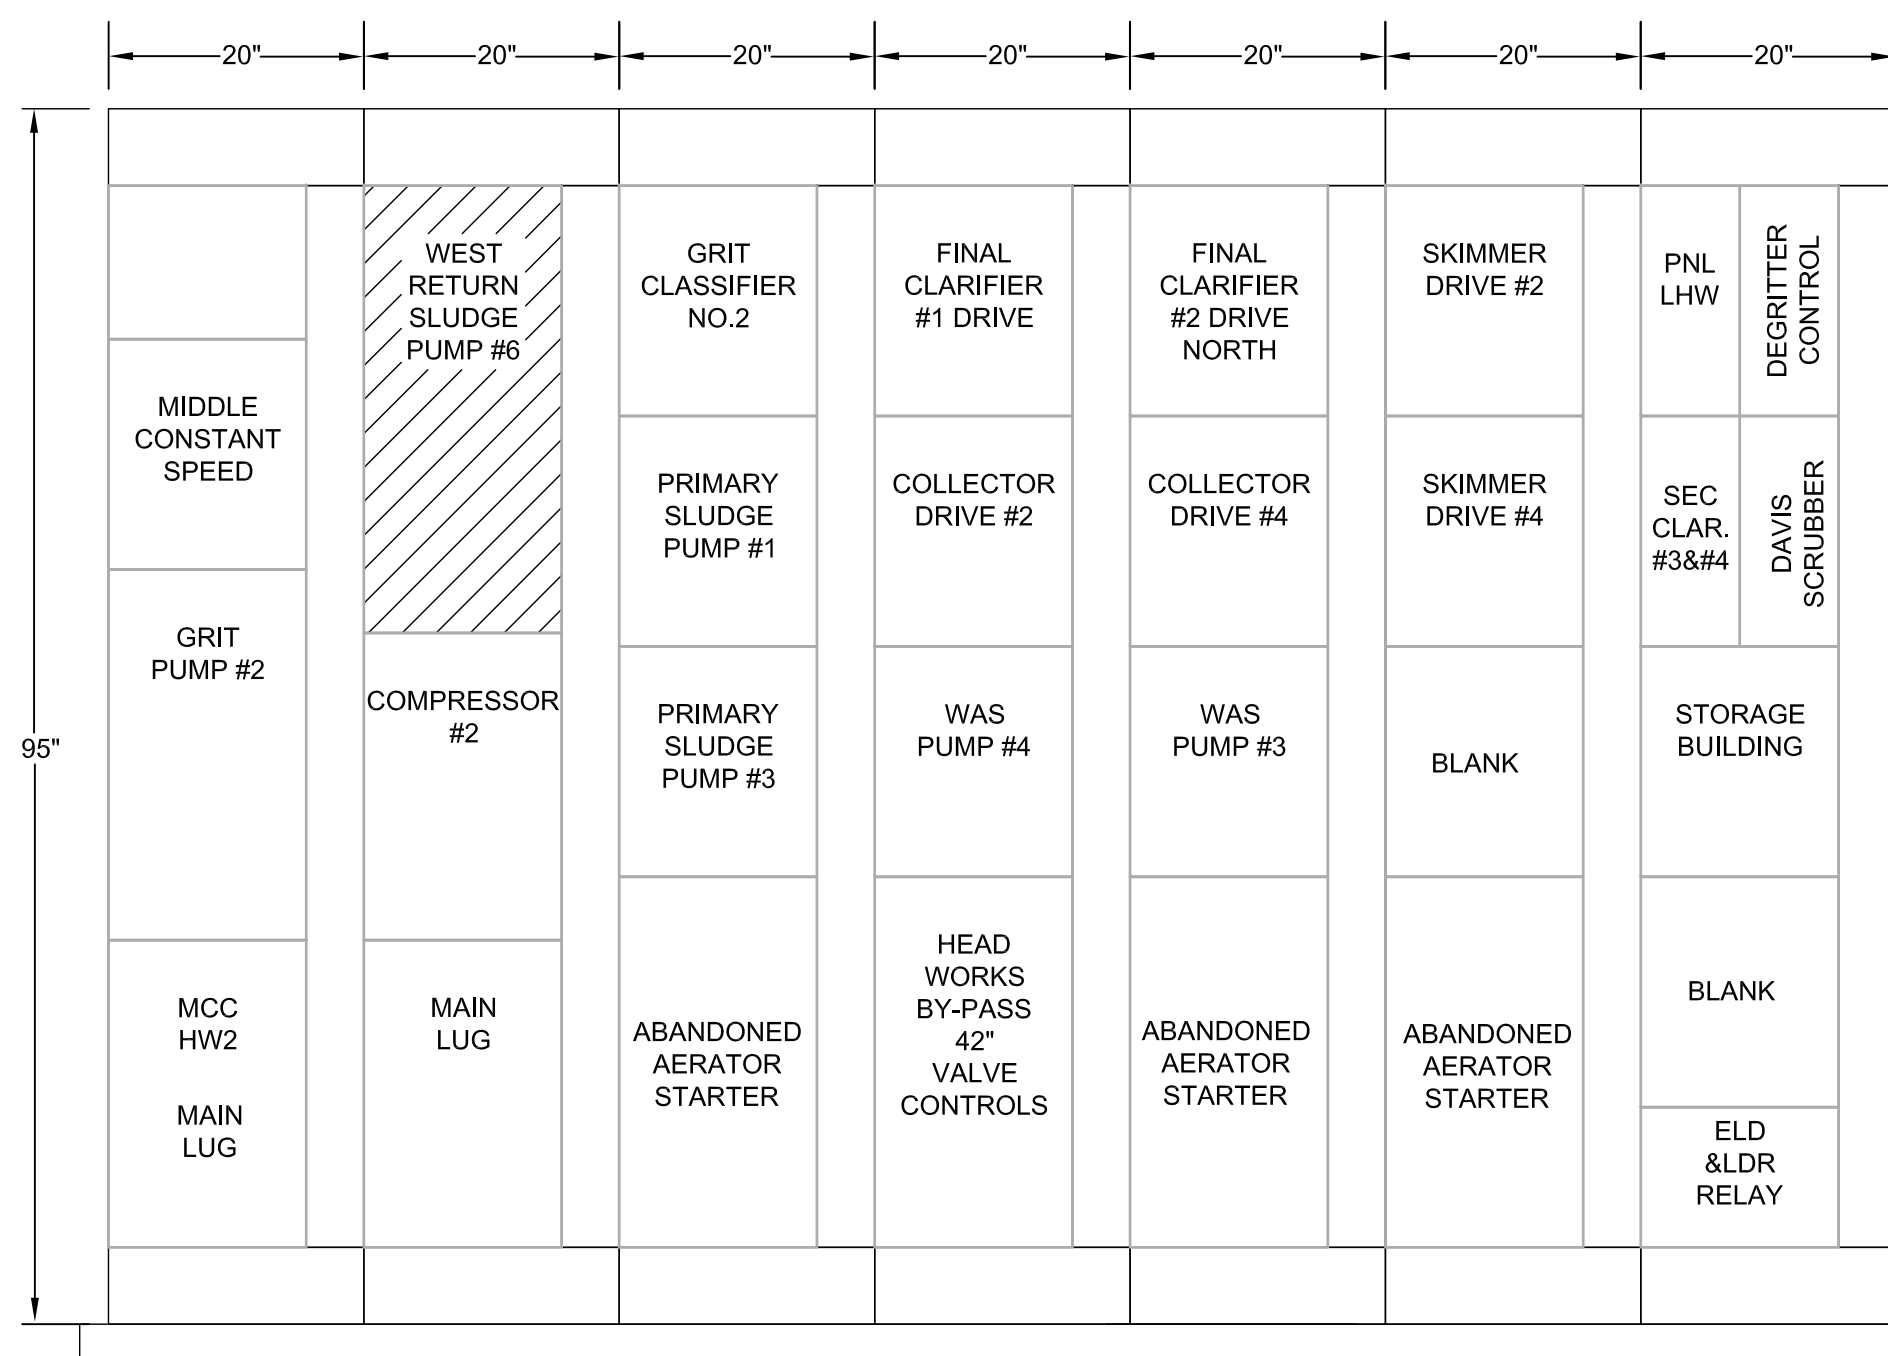 20"
20"
20"
20"
20"
20"
20"
95"
MIDDLE
CONSTANT
SPEED
GRIT
PUMP #2
MCC
HW2
MAIN
LUG
WEST
RETURN
SLUDGE
PUMP #6
COMPRESSOR
#2
MAIN
LUG
GRIT
CLASSIFIER
NO.2
PRIMARY
SLUDGE
PUMP #1
PRIMARY
SLUDGE
PUMP #3
ABANDONED
AERATOR
STARTER
FINAL
CLARIFIER
#1 DRIVE
COLLECTOR
DRIVE #2
WAS
PUMP #4
HEAD
WORKS
BY-PASS
42"
VALVE
CONTROLS
FINAL
CLARIFIER
#2 DRIVE
NORTH
COLLECTOR
DRIVE #4
WAS
PUMP #3
ABANDONED
AERATOR
STARTER
SKIMMER
DRIVE #2
SKIMMER
DRIVE #4
BLANK
ABANDONED
AERATOR
STARTER
PNL
LHW
DEGRITTER
CONTROL
SEC
CLAR.
#3&#4
DAVIS
SCRUBBER
STORAGE
BUILDING
BLANK
ELD
&LDR
RELAY